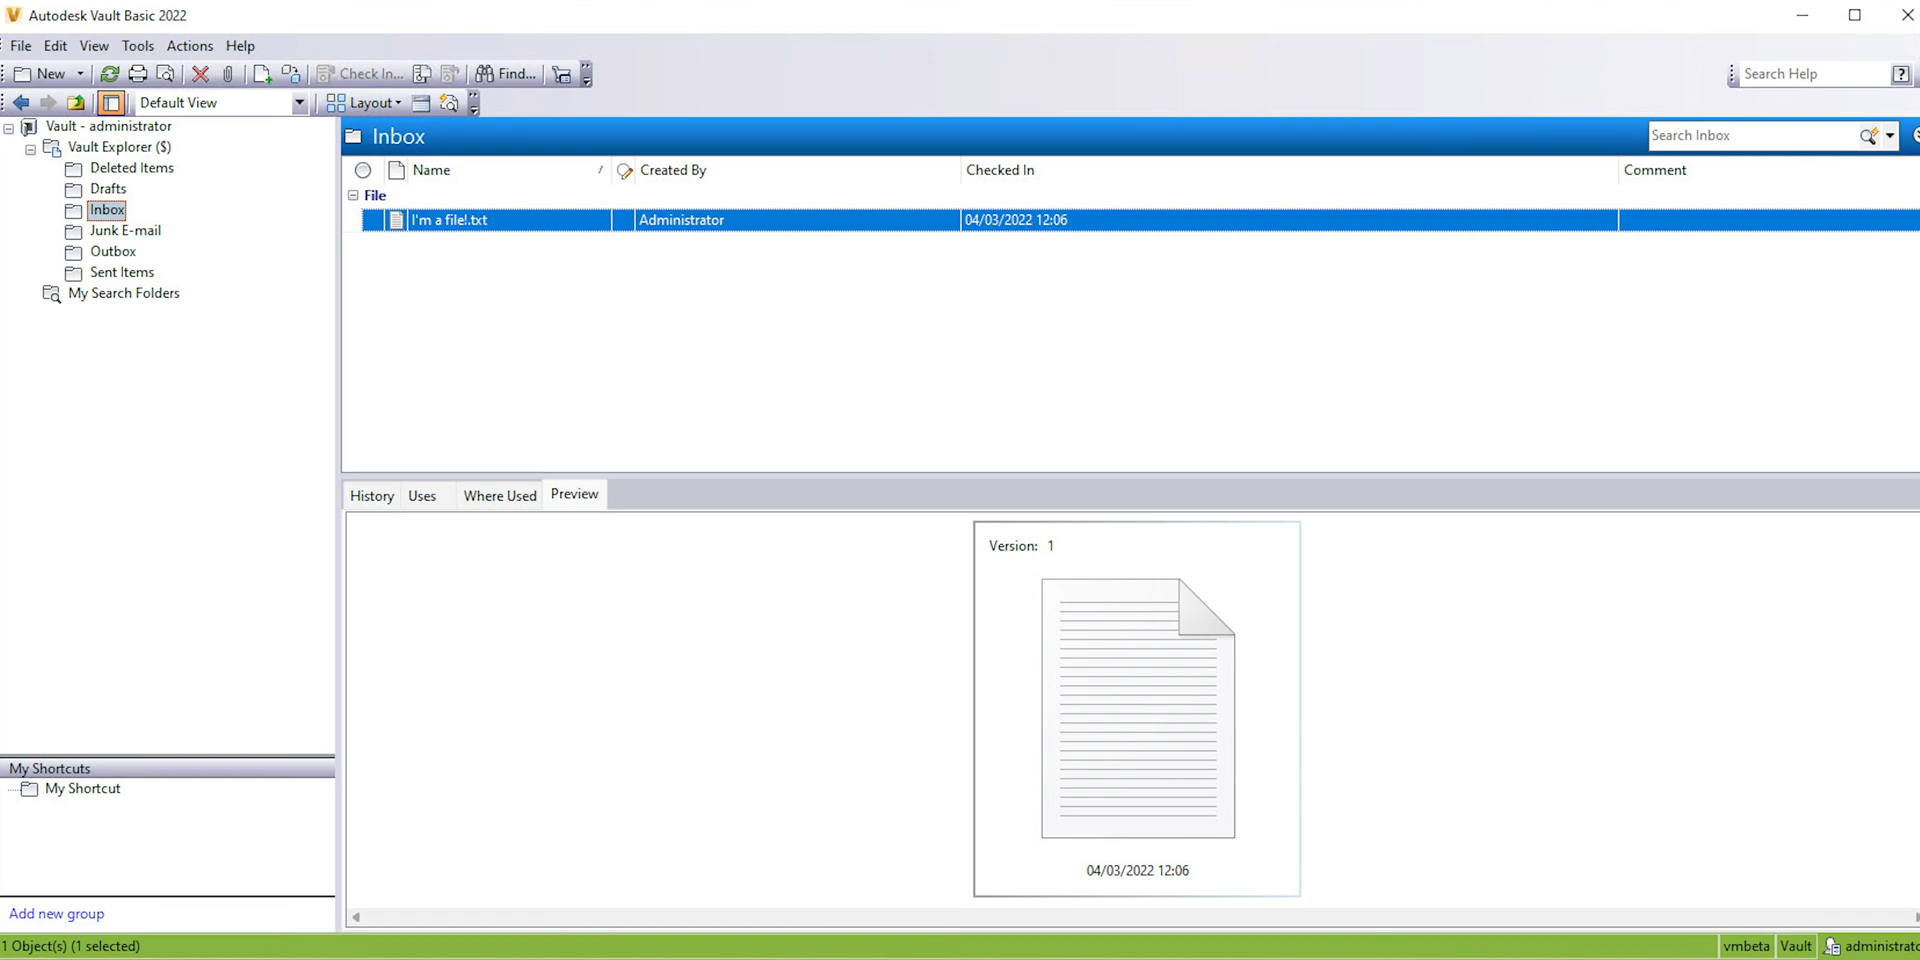 Autodesk Vault Basic 2022
File Edit View Tools Actions Help
New Check In... Find... Search Help ?
Default View Layout
Vault - administrator
Vault Explorer ($)
Deleted Items
Drafts
Inbox
Junk E-mail
Outbox
Sent Items
My Search Folders
My Shortcuts
My Shortcut
Add new group
Inbox Search Inbox
Name Created By Checked In Comment
File
I'm a file!.txt Administrator 04/03/2022 12:06
History Uses Where Used Preview
Version: 1
04/03/2022 12:06
1 Object(s) (1 selected) vmbeta Vault administrato